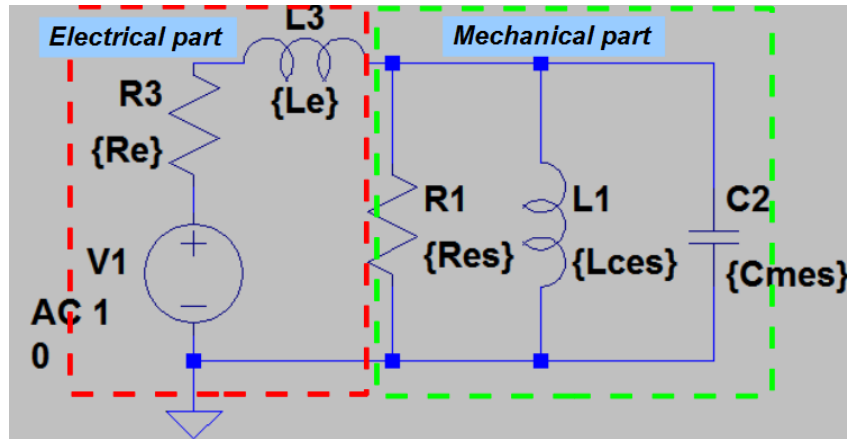 Electrical part
L3
Mechanical part
R3
{Le}
{Re}
R1
L1
C2
V1
{Res}
{Lces}
{Cmes}
AC 1
0